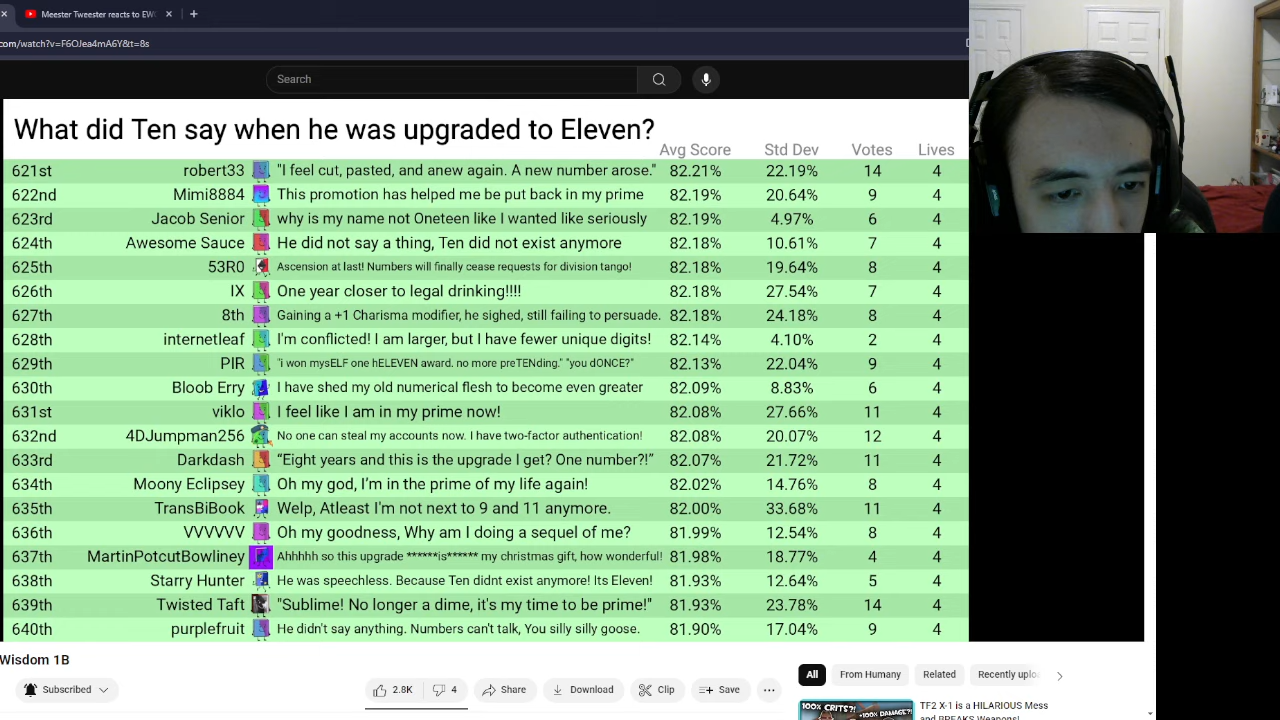 Meester Tweester reacts to EWO
com/watch?v=F6OJea4mA6Y&t=8s
Search
What did Ten say when he was upgraded to Eleven?
Avg Score Std Dev Votes Lives
621st robert33 "I feel cut, pasted, and anew again. A new number arose." 82.21% 22.19% 14 4
622nd Mimi8884 This promotion has helped me be put back in my prime 82.19% 20.64% 9 4
623rd Jacob Senior why is my name not Oneteen like I wanted like seriously 82.19% 4.97% 6 4
624th Awesome Sauce He did not say a thing, Ten did not exist anymore 82.18% 10.61% 7 4
625th 53R0 Ascension at last! Numbers will finally cease requests for division tango! 82.18% 19.64% 8 4
626th IX One year closer to legal drinking!!!! 82.18% 27.54% 7 4
627th 8th Gaining a +1 Charisma modifier, he sighed, still failing to persuade. 82.18% 24.18% 8 4
628th internetleaf I'm conflicted! I am larger, but I have fewer unique digits! 82.14% 4.10% 2 4
629th PIR "i won mysELF one hELEVEN award. no more preTENding." "you dONCE?" 82.13% 22.04% 9 4
630th Bloob Erry I have shed my old numerical flesh to become even greater 82.09% 8.83% 6 4
631st viklo I feel like I am in my prime now! 82.08% 27.66% 11 4
632nd 4DJumpman256 No one can steal my accounts now. I have two-factor authentication! 82.08% 20.07% 12 4
633rd Darkdash “Eight years and this is the upgrade I get? One number?!” 82.07% 21.72% 11 4
634th Moony Eclipsey Oh my god, I’m in the prime of my life again! 82.02% 14.76% 8 4
635th TransBiBook Welp, Atleast I'm not next to 9 and 11 anymore. 82.00% 33.68% 11 4
636th VVVVVV Oh my goodness, Why am I doing a sequel of me? 81.99% 12.54% 8 4
637th MartinPotcutBowliney Ahhhhh so this upgrade ******is****** my christmas gift, how wonderful! 81.98% 18.77% 4 4
638th Starry Hunter He was speechless. Because Ten didnt exist anymore! Its Eleven! 81.93% 12.64% 5 4
639th Twisted Taft "Sublime! No longer a dime, it's my time to be prime!" 81.93% 23.78% 14 4
640th purplefruit He didn't say anything. Numbers can't talk, You silly silly goose. 81.90% 17.04% 9 4
Wisdom 1B
Subscribed 2.8K 4 Share Download Clip Save
All From Humany Related Recently uplo
100% CRITS?! 100% DAMAGE?!
TF2 X-1 is a HILARIOUS Mess
and BREAKS Weapons!